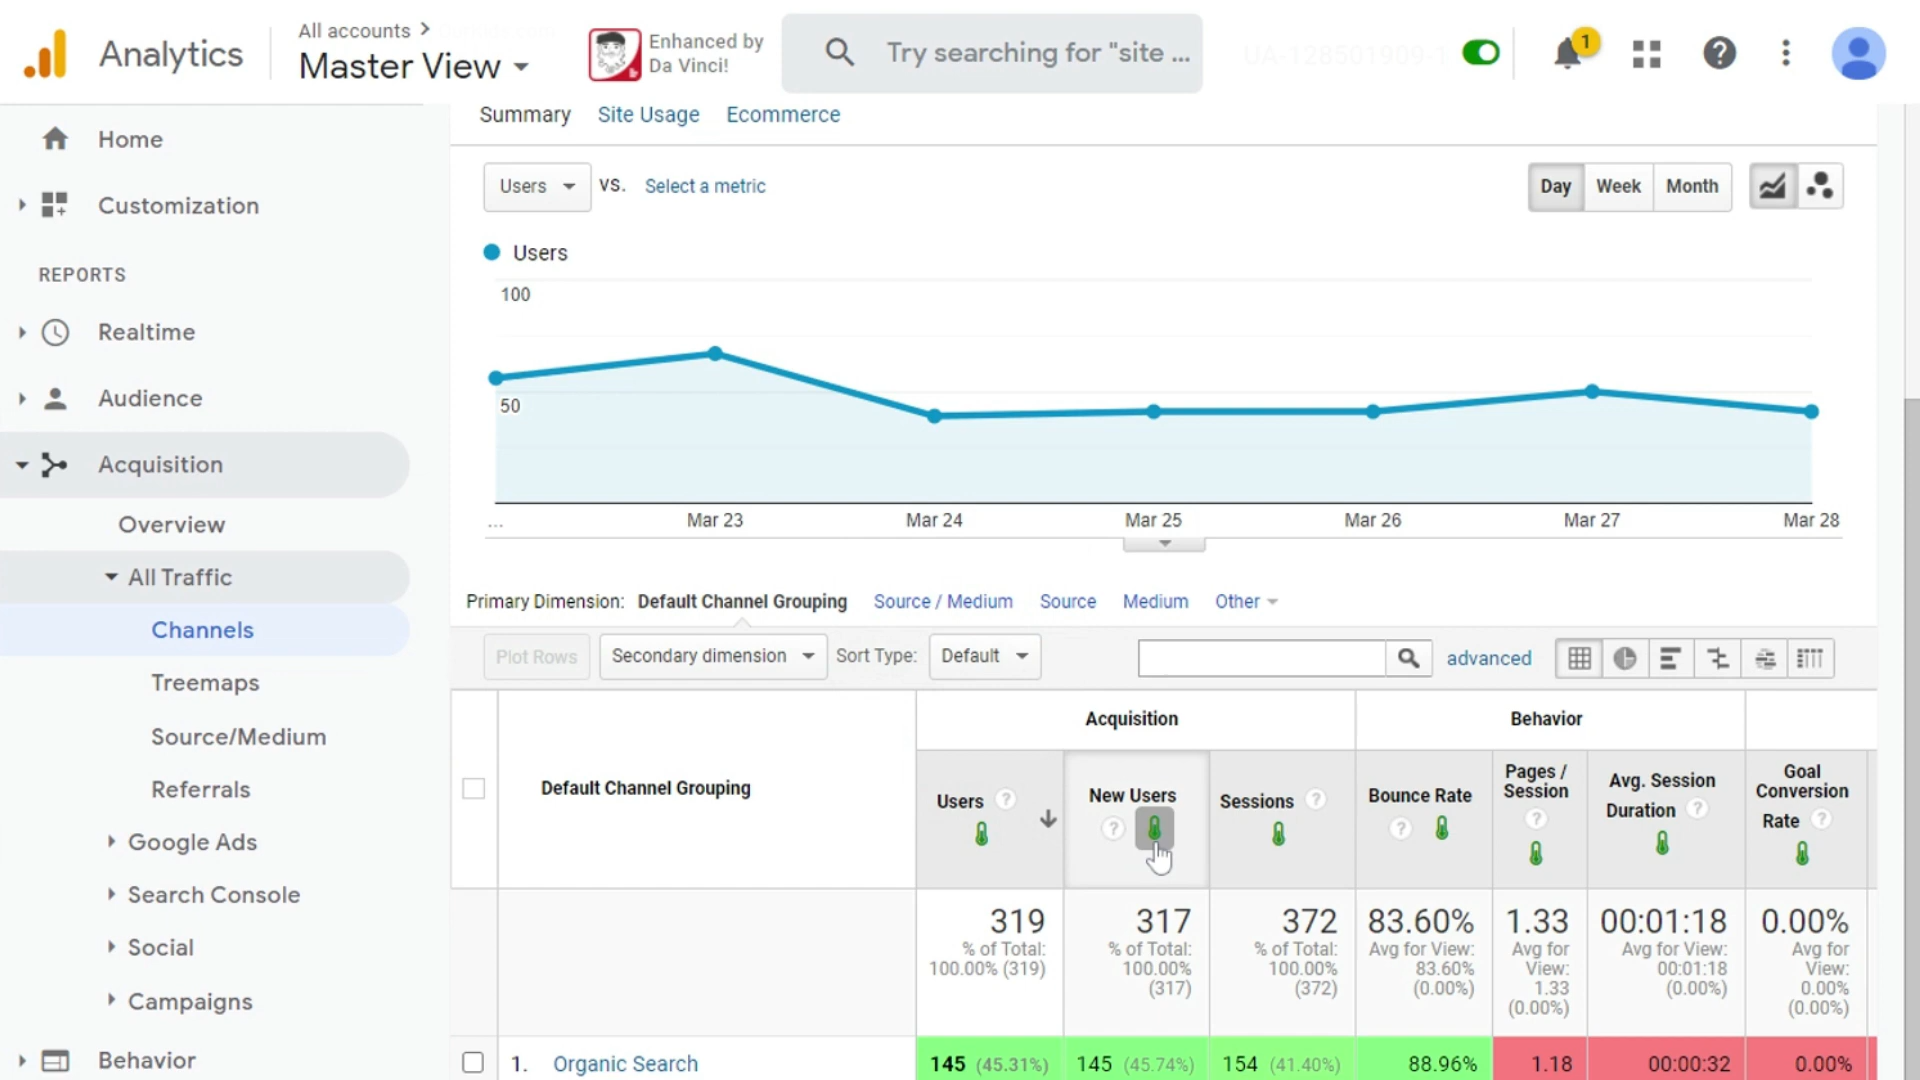 Analytics
All accounts
Master View
Enhanced by
Da Vinci!
Try searching for "site ...
UA-128501909-1
1
Home
Customization
REPORTS
Realtime
Audience
Acquisition
Overview
All Traffic
Channels
Treemaps
Source/Medium
Referrals
Google Ads
Search Console
Social
Campaigns
Behavior
Summary Site Usage Ecommerce
Users vs. Select a metric
Day Week Month
Users
100
50
... Mar 23 Mar 24 Mar 25 Mar 26 Mar 27 Mar 28
Primary Dimension: Default Channel Grouping Source / Medium Source Medium Other
Plot Rows Secondary dimension Sort Type: Default advanced
Acquisition Behavior
Default Channel Grouping
Users ?
New Users ?
Sessions ?
Bounce Rate ?
Pages /
Session
?
Avg. Session
Duration ?
Goal
Conversion
Rate ?
319
% of Total:
100.00% (319)
317
% of Total:
100.00%
(317)
372
% of Total:
100.00%
(372)
83.60%
Avg for View:
83.60%
(0.00%)
1.33
Avg for
View:
1.33
(0.00%)
00:01:18
Avg for View:
00:01:18
(0.00%)
0.00%
Avg for
View:
0.00%
(0.00%)
1. Organic Search 145 (45.31%) 145 (45.74%) 154 (41.40%) 88.96% 1.18 00:00:32 0.00%